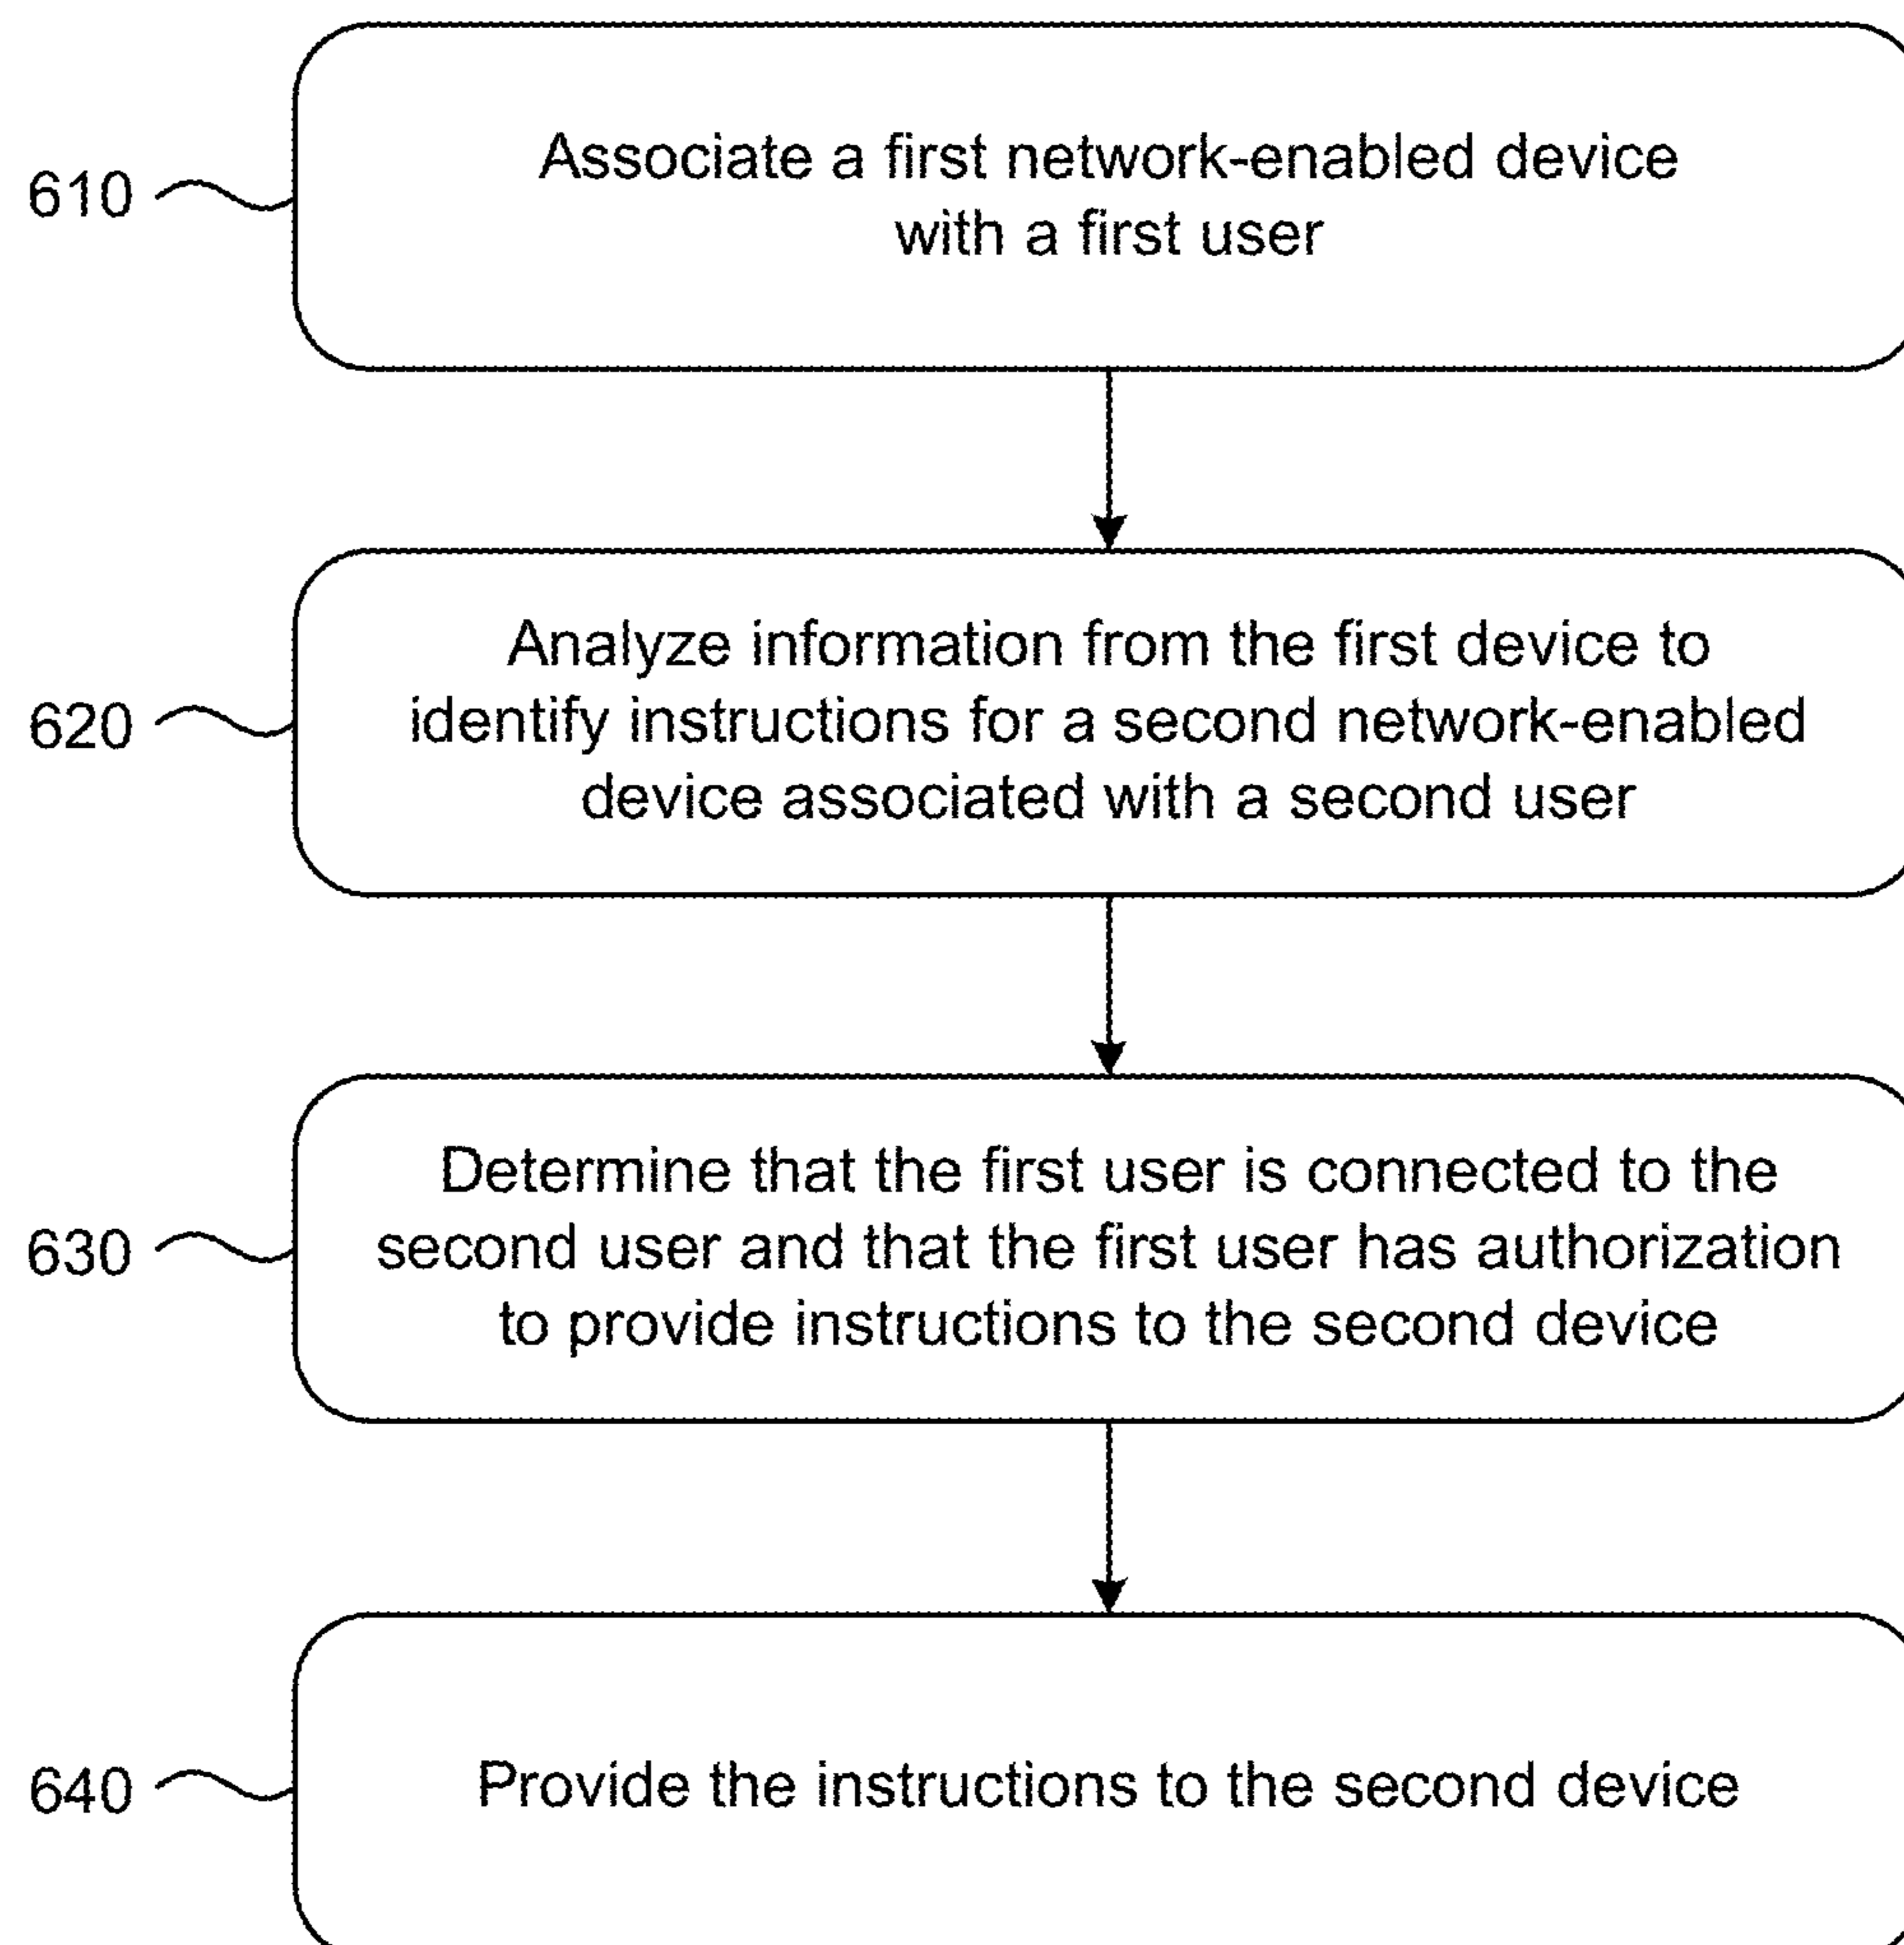 610
Associate a first network-enabled device
with a first user
620
Analyze information from the first device to
identify instructions for a second network-enabled
device associated with a second user
630
Determine that the first user is connected to the
second user and that the first user has authorization
to provide instructions to the second device
640
Provide the instructions to the second device